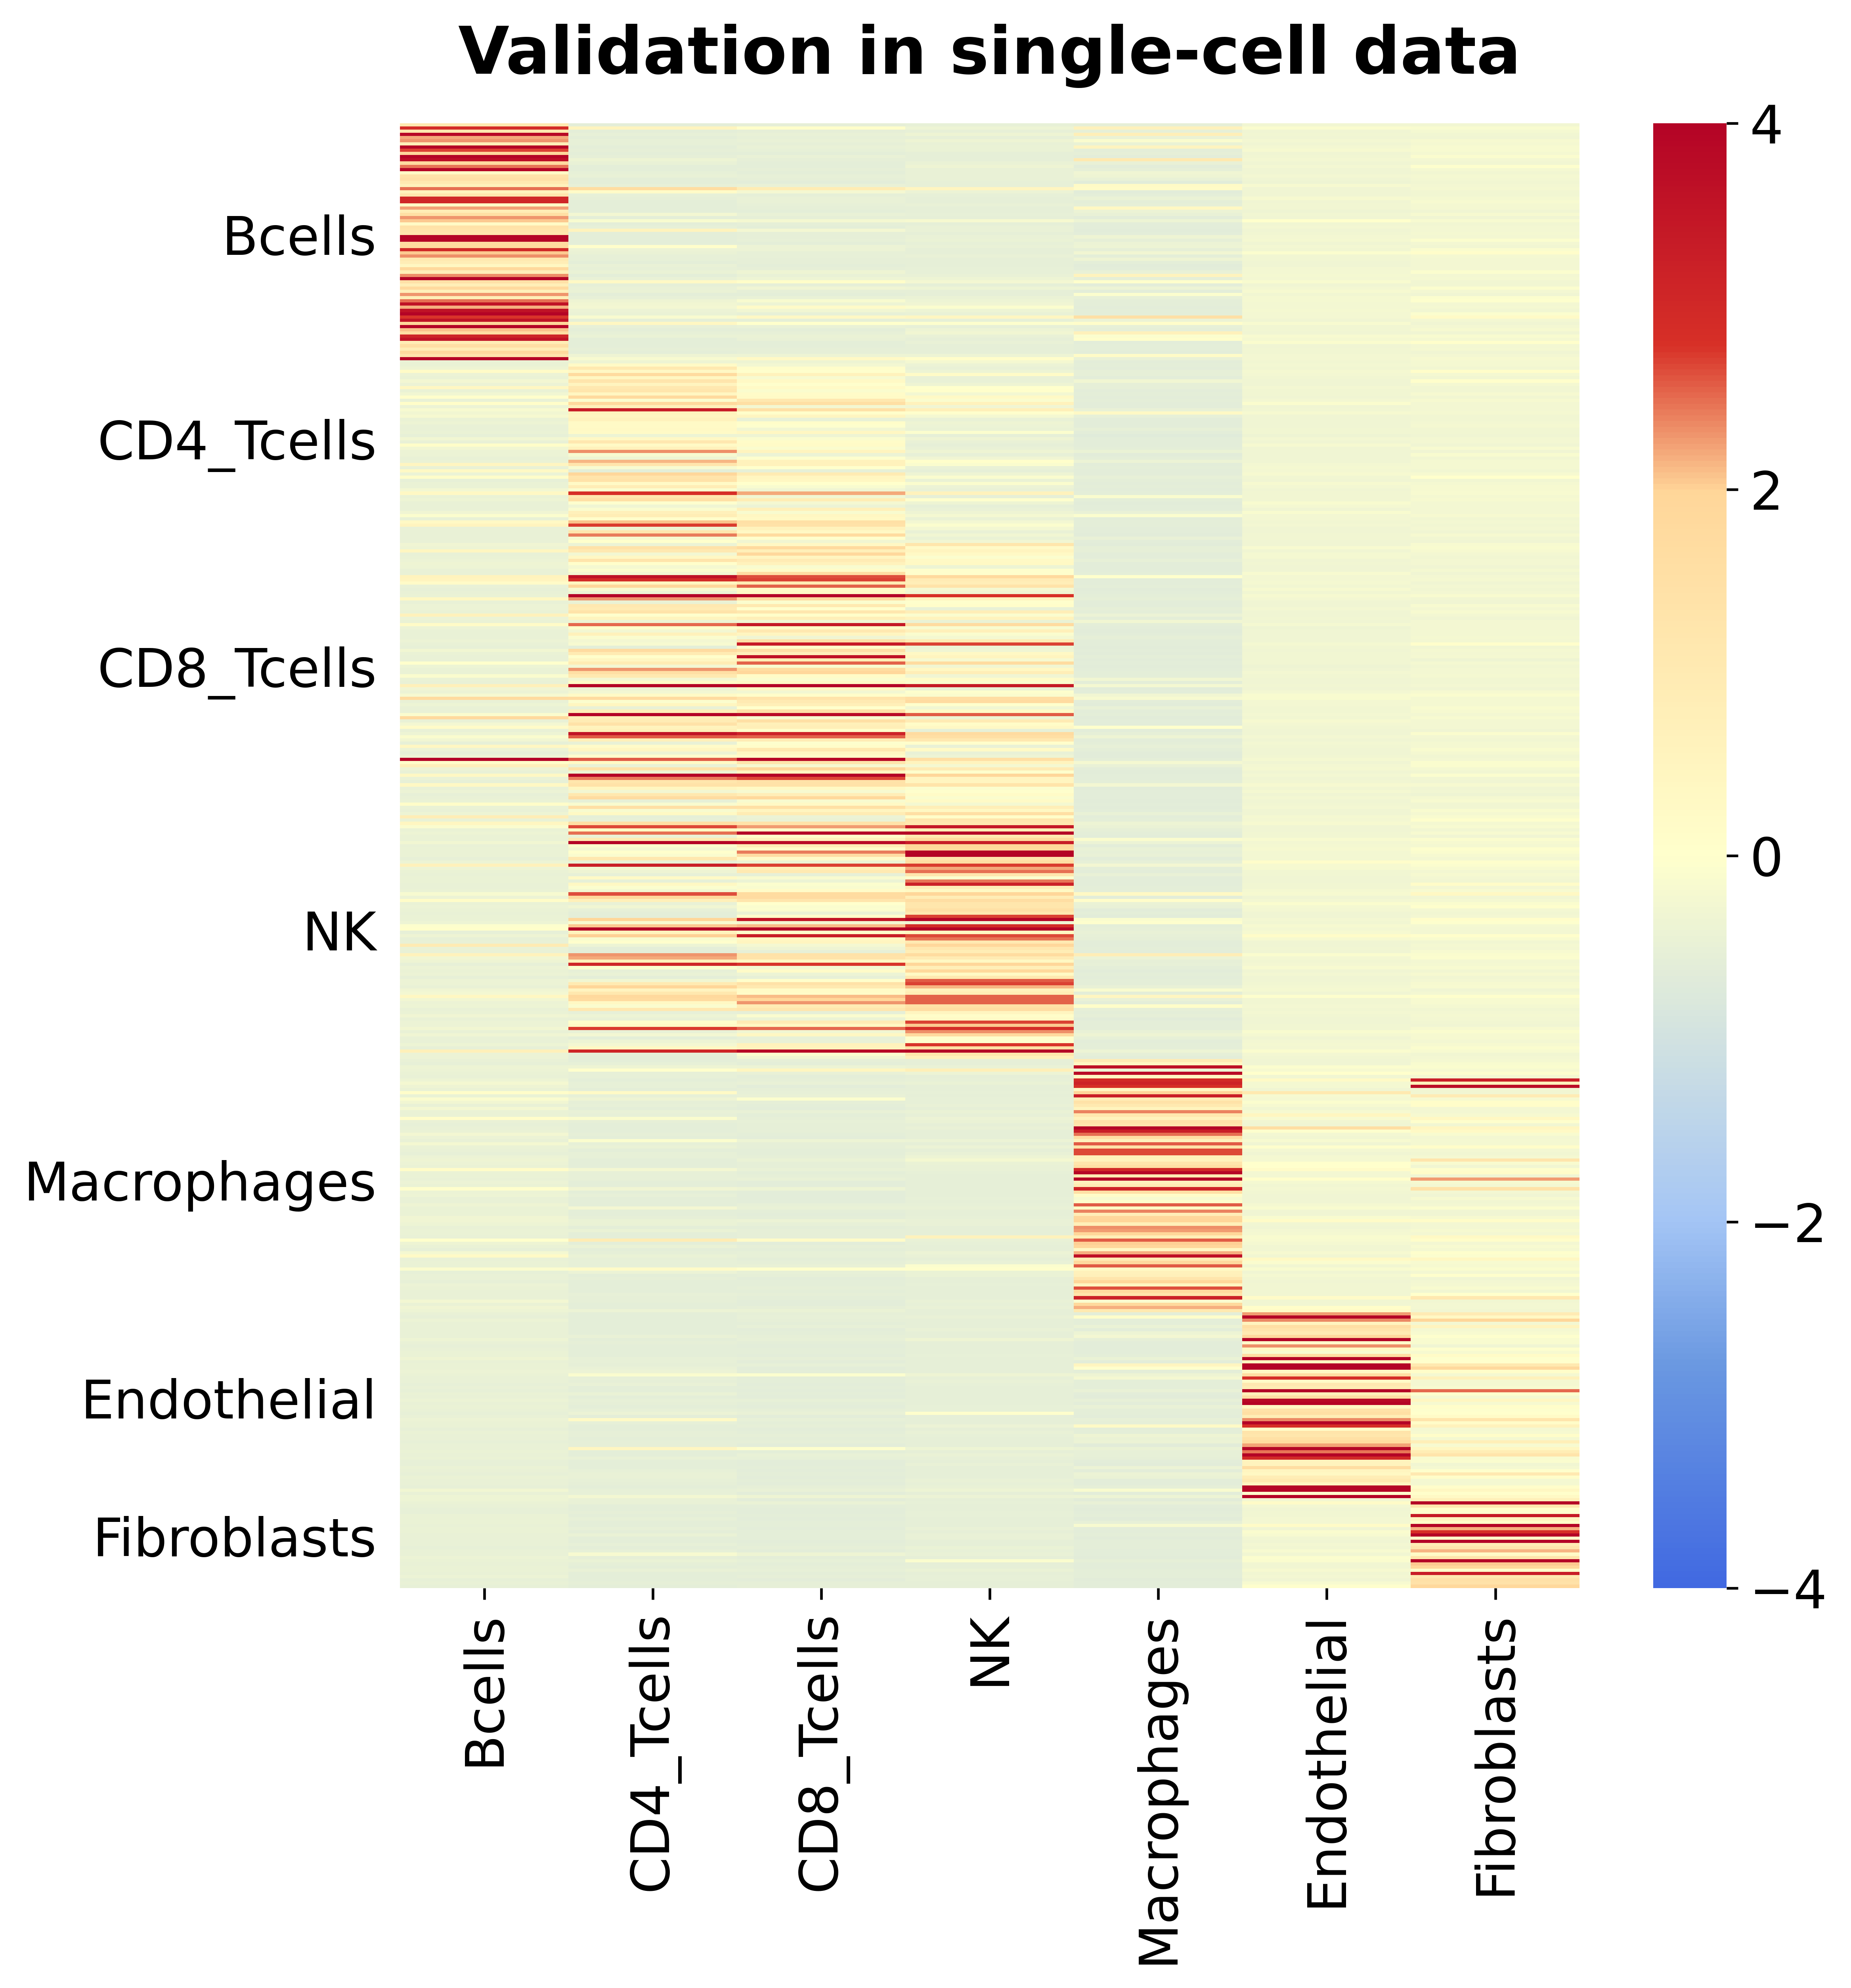 Validation in single-cell data
Bcells
CD4_Tcells
CD8_Tcells
NK
Macrophages
Endothelial
Fibroblasts
4
2
0
−2
−4
Bcells
CD4_Tcells
CD8_Tcells
NK
Macrophages
Endothelial
Fibroblasts